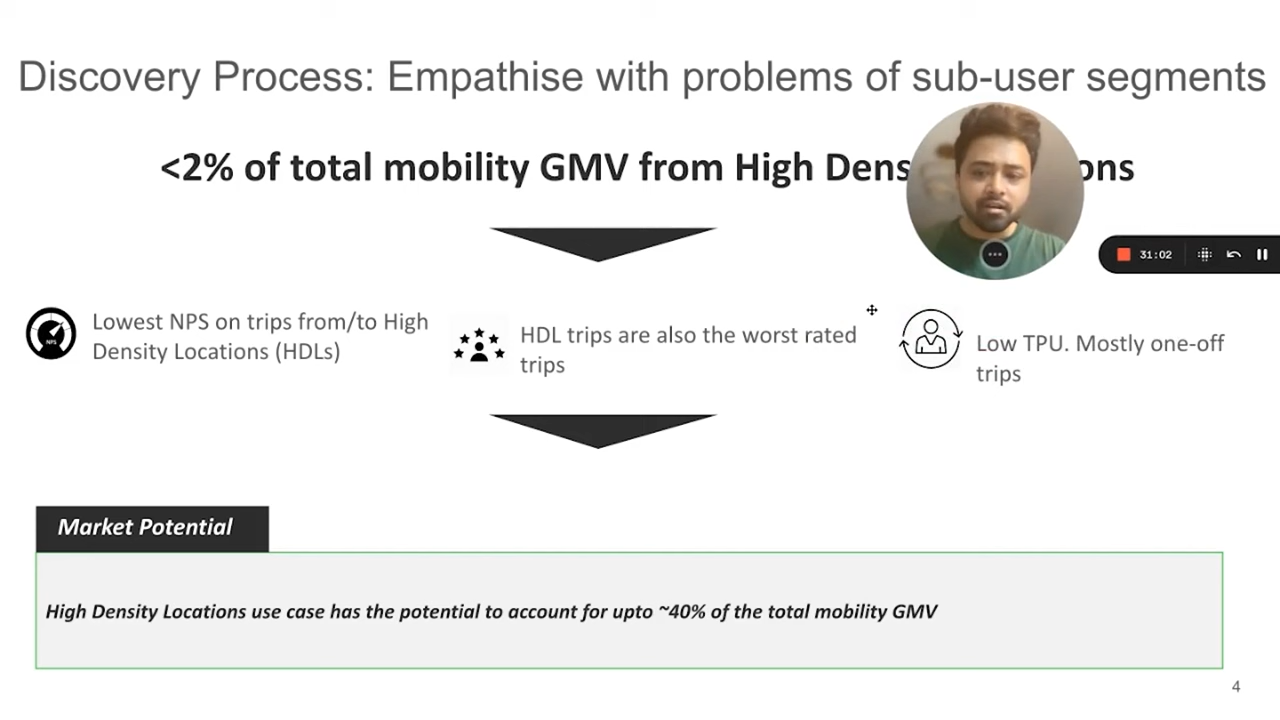 Discovery Process: Empathise with problems of sub-user segments
<2% of total mobility GMV from High Dens ons
31:02
NPS
Lowest NPS on trips from/to High
Density Locations (HDLs)
HDL trips are also the worst rated
trips
Low TPU. Mostly one-off
trips
Market Potential
High Density Locations use case has the potential to account for upto ~40% of the total mobility GMV
4